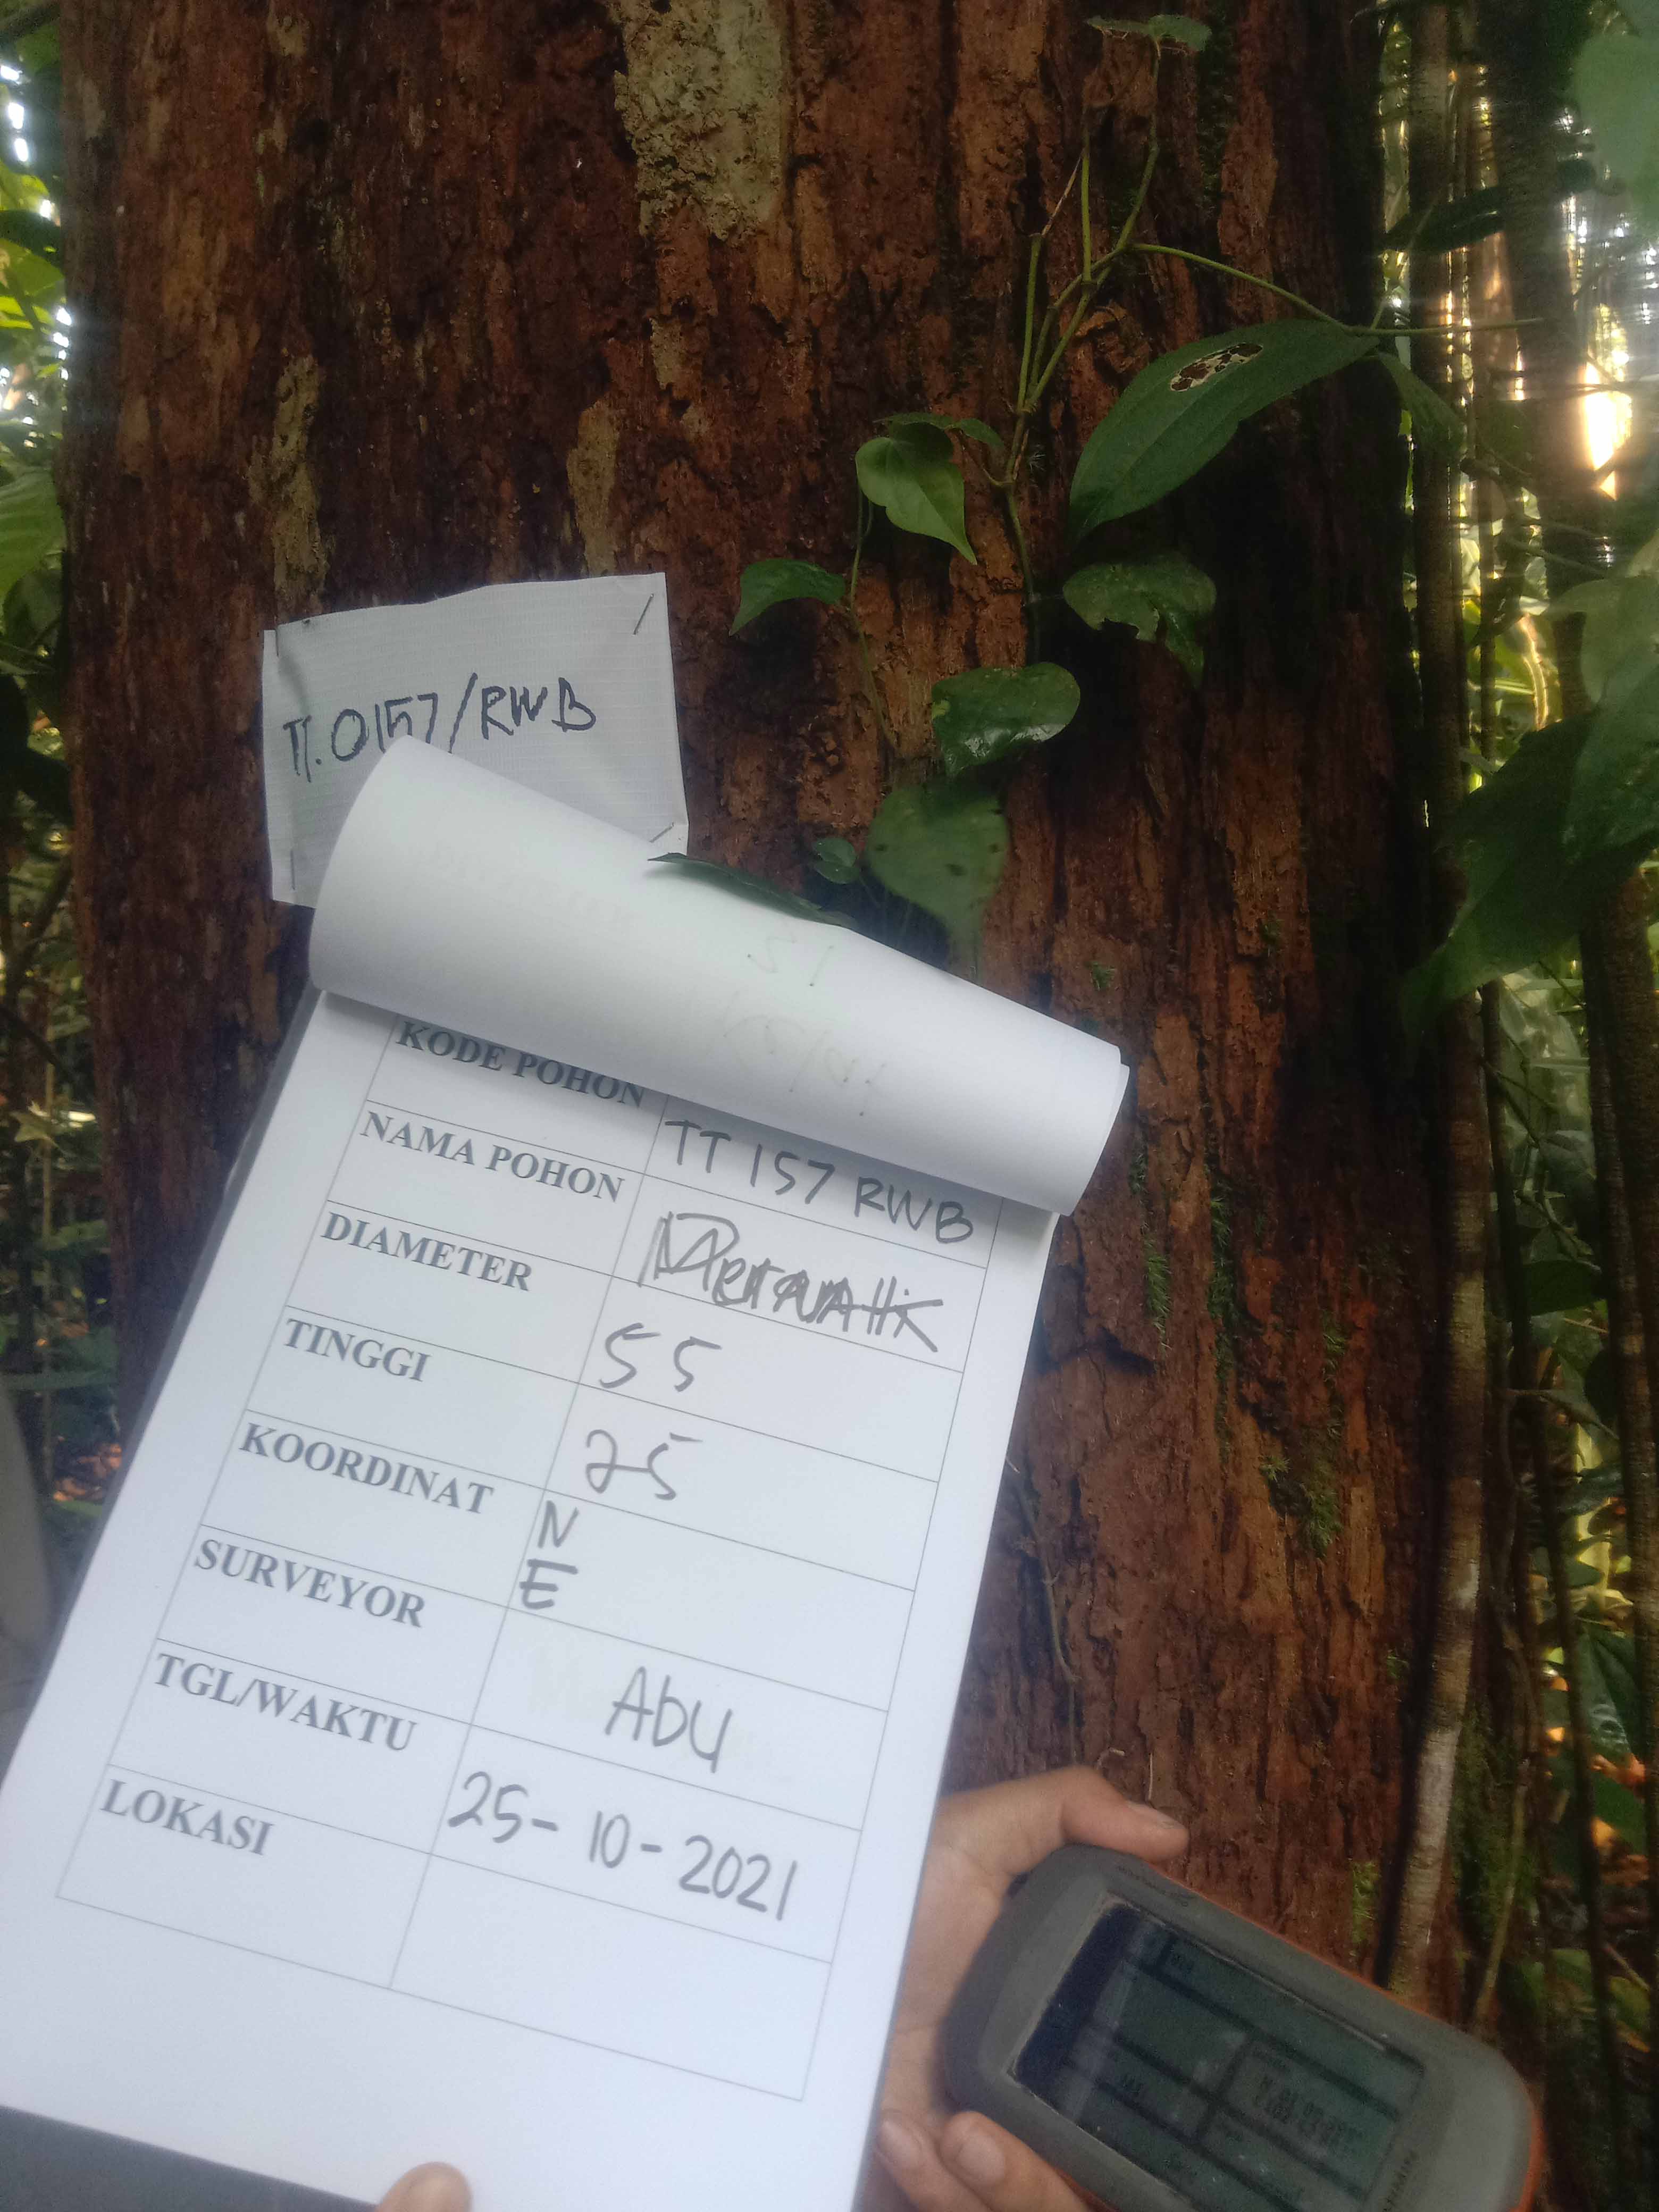 TT.0157/RWB
KODE POHON TT 157 RWB
NAMA POHON
DIAMETER 55
TINGGI 25
KOORDINAT N
E
SURVEYOR Abu
TGL/WAKTU 25-10-2021
LOKASI